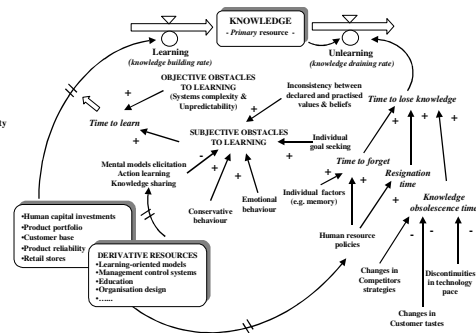 KNOWLEDGE
- Primary resource -
Learning
(knowledge building rate)
Unlearning
(knowledge draining rate)
OBJECTIVE OBSTACLES
TO LEARNING
(Systems complexity &
Unpredictability)
Inconsistency between
declared and practised
values & beliefs
Time to lose knowledge
+
+
+
+
+
Time to learn
+
SUBJECTIVE OBSTACLES
TO LEARNING
+
Individual
goal seeking
-
+
+
Mental models elicitation
Action learning
Knowledge sharing
Time to forget
+
Resignation
time
Individual factors
(e.g. memory)
Emotional
behaviour
Conservative
behaviour
Knowledge
obsolescence time
+
-
-
•Human capital investments
•Product portfolio
•Customer base
•Product reliability
•Retail stores
Human resource
policies
DERIVATIVE RESOURCES
•Learning-oriented models
•Management control systems
•Education
•Organisation design
•......
Changes in
Competitors
strategies
Discontinuities
in technology
pace
Changes in
Customer tastes